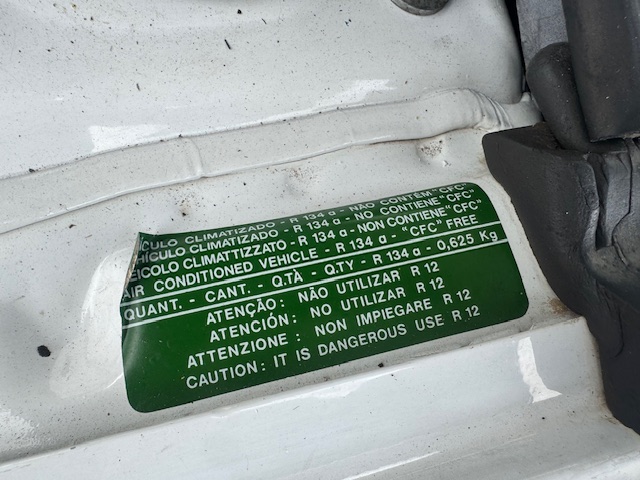 ÍCULO CLIMATIZADO - R 134 a - NÃO CONTÉM "CFC"
HÍCULO CLIMATIZADO - R 134 a - NO CONTIENE "CFC"
EICOLO CLIMATTIZZATO - R 134 a - NON CONTIENE "CFC"
AIR CONDITIONED VEHICLE - R 134 a - "CFC" FREE
QUANT. - CANT. - Q.TÀ - Q.TY - R 134 a - 0,625 Kg
ATENÇÃO: NÃO UTILIZAR R 12
ATENCIÓN: NO UTILIZAR R 12
ATTENZIONE: NON IMPIEGARE R 12
CAUTION: IT IS DANGEROUS USE R 12